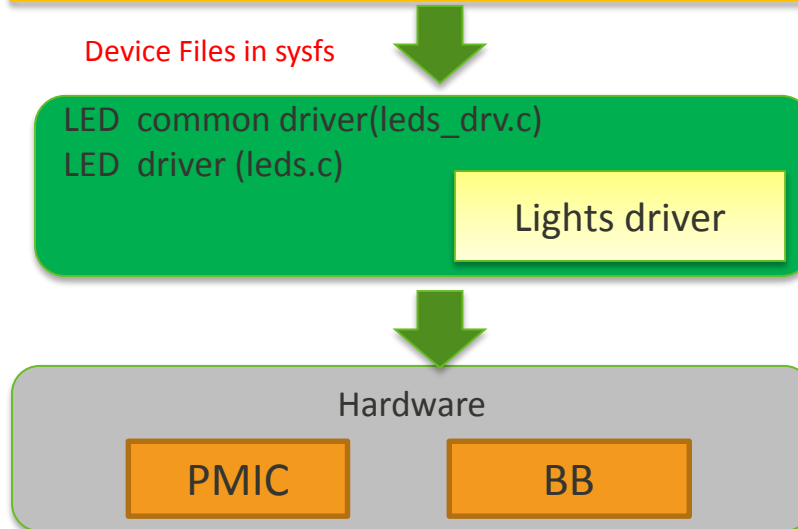 Device Files in sysfs
LED  common driver(leds_drv.c)
LED  driver (leds.c)
Lights driver
Hardware
PMIC
BB